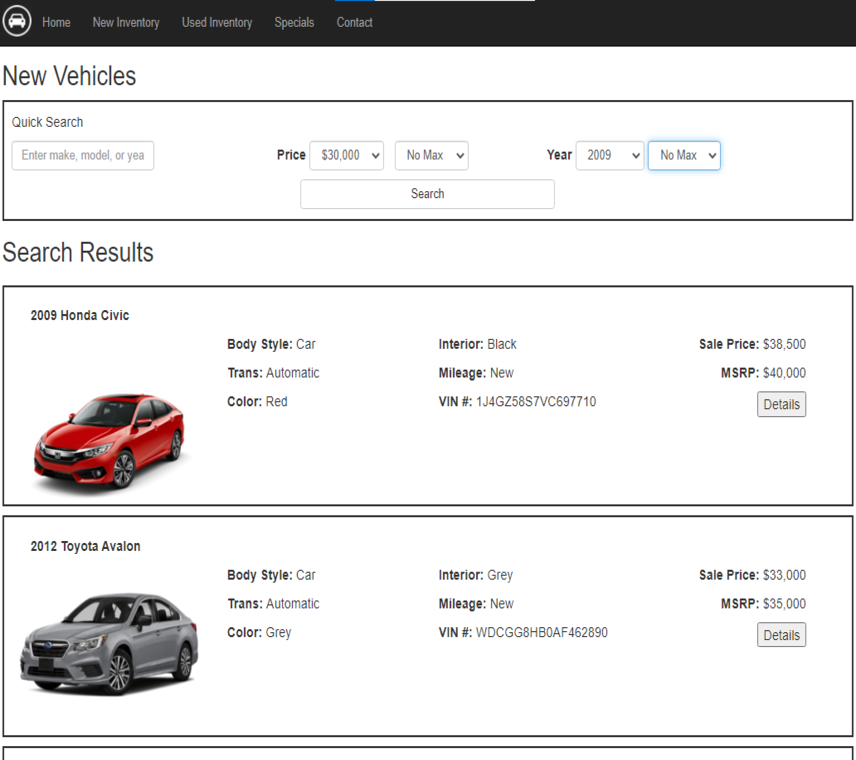 Home New Inventory Used Inventory Specials Contact
New Vehicles
Quick Search
Enter make, model, or yea Price $30,000 No Max Year 2009 No Max
Search
Search Results
2009 Honda Civic
Body Style: Car Interior: Black Sale Price: $38,500
Trans: Automatic Mileage: New MSRP: $40,000
Color: Red VIN #: 1J4GZ58S7VC697710 Details
2012 Toyota Avalon
Body Style: Car Interior: Grey Sale Price: $33,000
Trans: Automatic Mileage: New MSRP: $35,000
Color: Grey VIN #: WDCGG8HB0AF462890 Details